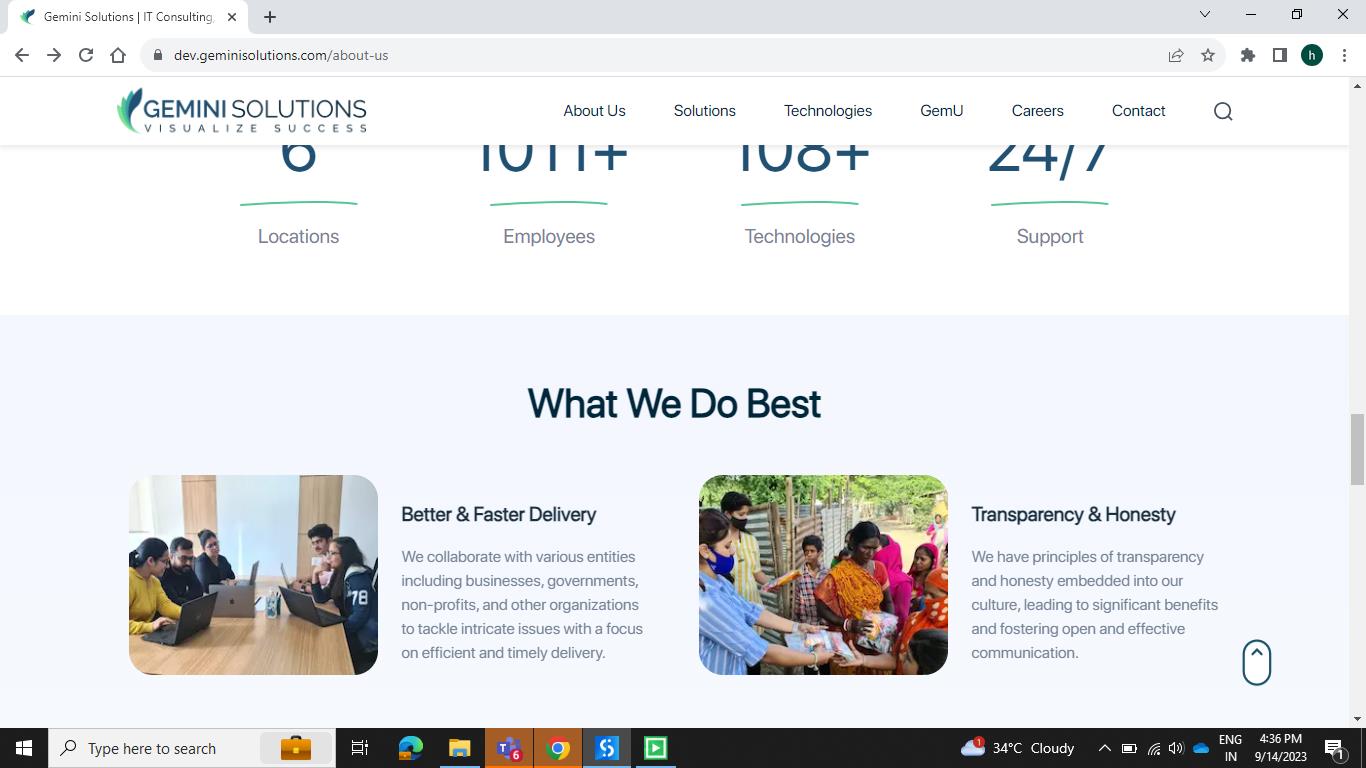 Gemini Solutions | IT Consulting,
dev.geminisolutions.com/about-us
h
GEMINI SOLUTIONS
VISUALIZE SUCCESS
About Us
Solutions
Technologies
GemU
Careers
Contact
6
1011+
108+
24/7
Locations
Employees
Technologies
Support
What We Do Best
Better & Faster Delivery
We collaborate with various entities
including businesses, governments,
non-profits, and other organizations
to tackle intricate issues with a focus
on efficient and timely delivery.
78
Transparency & Honesty
We have principles of transparency
and honesty embedded into our
culture, leading to significant benefits
and fostering open and effective
communication.
Type here to search
6
1
34°C Cloudy
ENG
IN
4:36 PM
9/14/2023
1